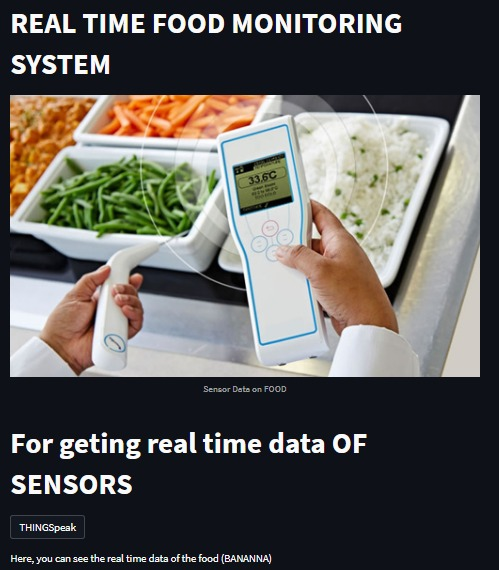 REAL TIME FOOD MONITORING
SYSTEM
33.6°C
Sensor Data on FOOD
For geting real time data OF
SENSORS
THINGSpeak
Here, you can see the real time data of the food (BANANNA)